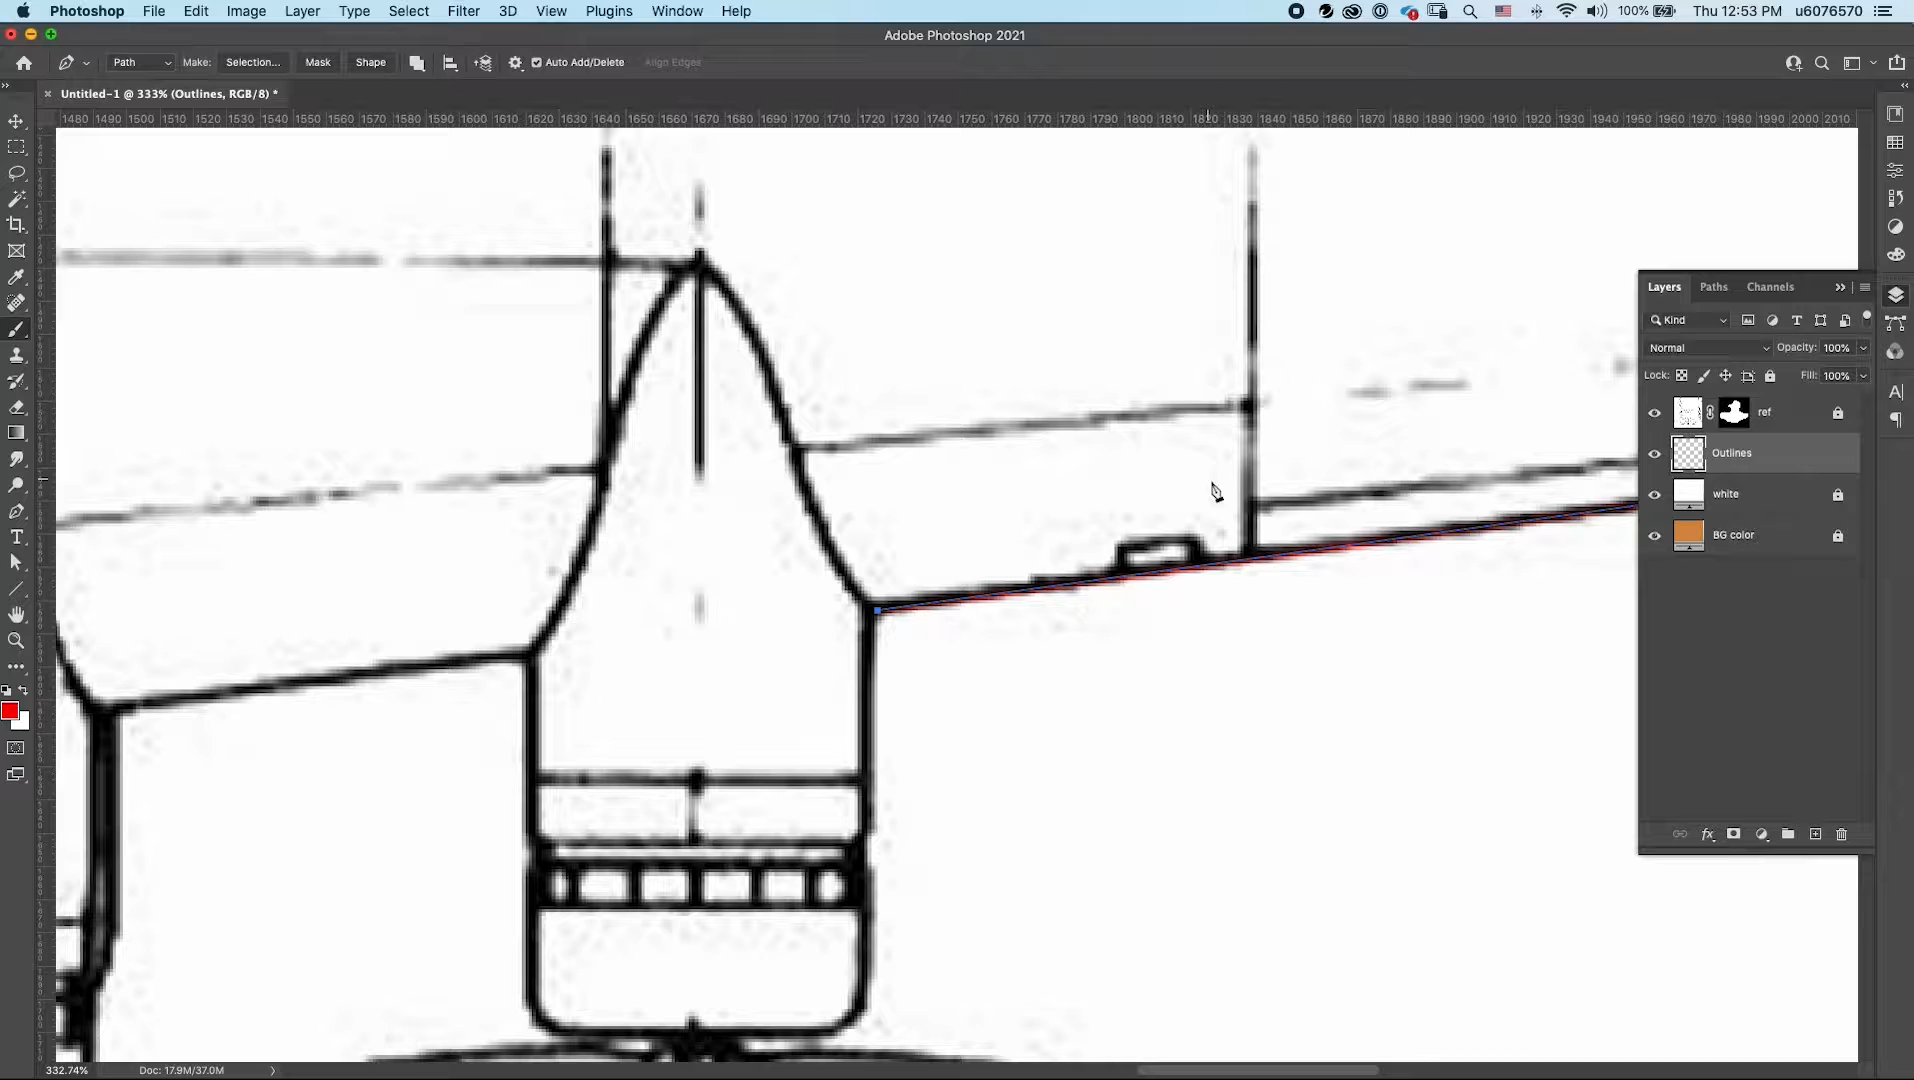 Photoshop File Edit Image Layer Type Select Filter 3D View Plugins Window Help 100% Thu 12:53 PM u6076570
Adobe Photoshop 2021
Path Make: Selection... Mask Shape Auto Add/Delete Align Edges
× Untitled-1 @ 333% (Outlines, RGB/8) *
1480 1490 1500 1510 1520 1530 1540 1550 1560 1570 1580 1590 1600 1610 1620 1630 1640 1650 1660 1670 1680 1690 1700 1710 1720 1730 1740 1750 1760 1770 1780 1790 1800 1810 1820 1830 1840 1850 1860 1870 1880 1890 1900 1910 1920 1930 1940 1950 1960 1970 1980 1990 2000 2010
Layers Paths Channels
Kind
Normal Opacity: 100%
Lock: Fill: 100%
ref
Outlines
white
BG color
332.74% Doc: 17.9M/37.0M